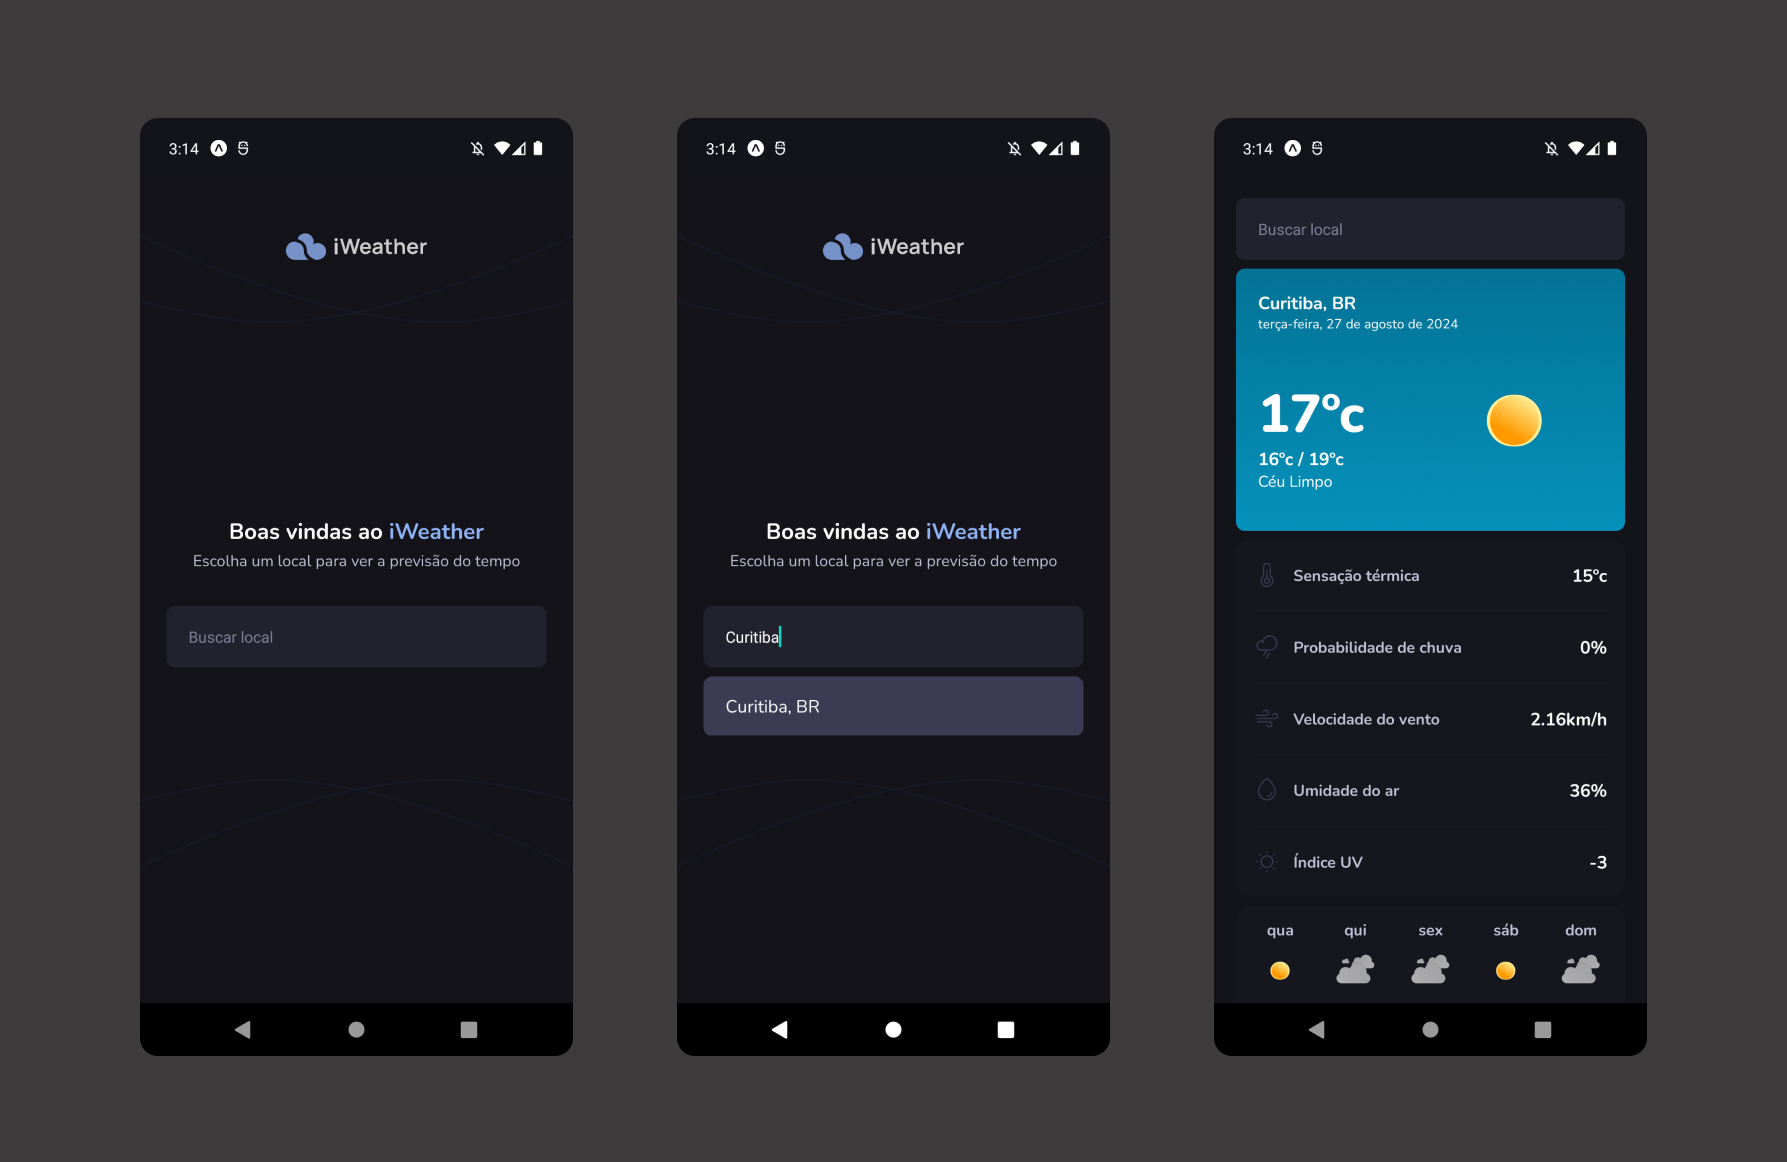 3:14
iWeather
Boas vindas ao iWeather
Escolha um local para ver a previsão do tempo
Buscar local
3:14
iWeather
Boas vindas ao iWeather
Escolha um local para ver a previsão do tempo
Curitiba
Curitiba, BR
3:14
Buscar local
Curitiba, BR
terça-feira, 27 de agosto de 2024
17ºc
16ºc / 19ºc
Céu Limpo
Sensação térmica 15ºc
Probabilidade de chuva 0%
Velocidade do vento 2.16km/h
Umidade do ar 36%
Índice UV -3
qua qui sex sáb dom